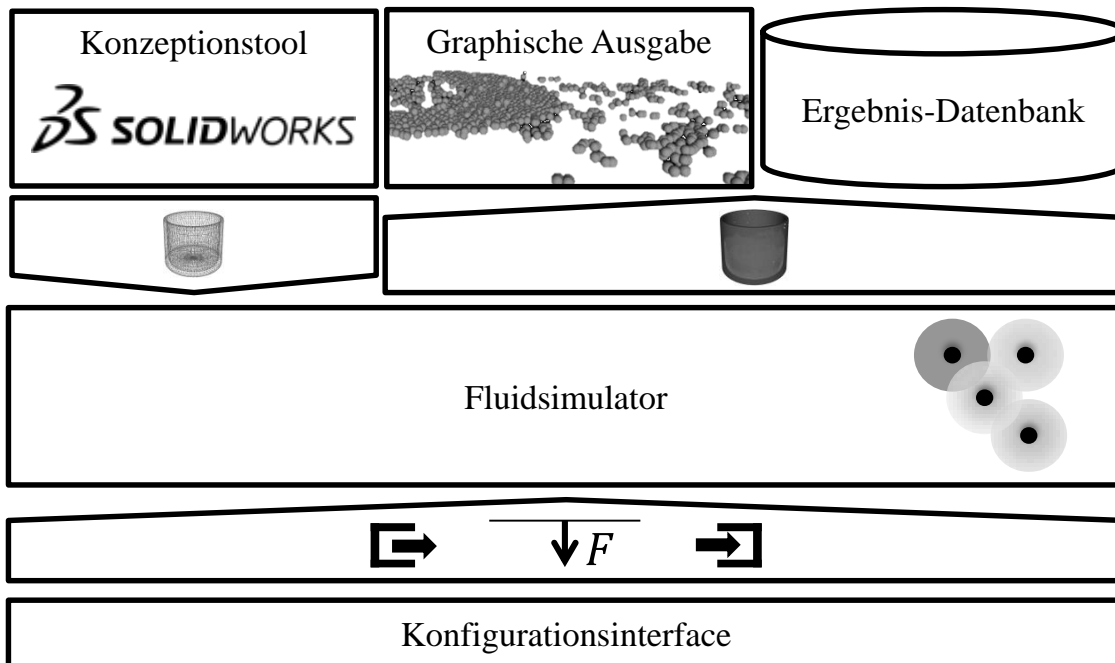 Konzeptionstool
SOLIDWORKS
Graphische Ausgabe
Ergebnis-Datenbank
Fluidsimulator
F
Konfigurationsinterface